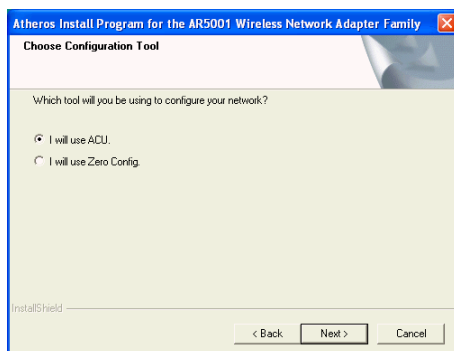 Atheros Install Program for the AR5001 Wireless Network Adapter Family
Choose Configuration Tool
Which tool will you be using to configure your network?
I will use ACU.
I will use Zero Config.
InstallShield
< Back Next > Cancel